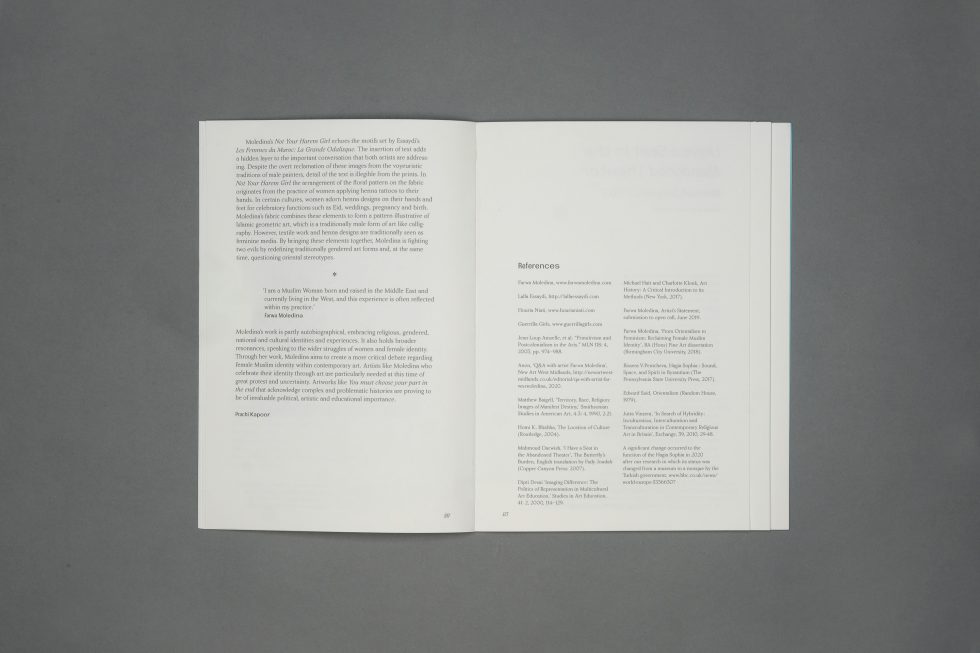 Moledina's Not Your Harem Girl echoes the motifs set by Essaydi's
Les Femmes du Maroc: La Grande Odalisque. The insertion of text adds
a hidden layer to the important conversation that both artists are address-
ing. Despite the overt reclamation of these images from the voyeuristic
traditions of male painters, detail of the text is illegible from the prints. In
Not Your Harem Girl the arrangement of the floral pattern on the fabric
originates from the practice of women applying henna tattoos to their
hands. In certain cultures, women adorn henna designs on their hands and
feet for celebratory functions such as Eid, weddings, pregnancy and birth.
Moledina's fabric combines these elements to form a pattern illustrative of
Islamic geometric art, which is a traditionally male form of art like callig-
raphy. However, textile work and henna designs are traditionally seen as
feminine media. By bringing these elements together, Moledina is fighting
two evils by redefining traditionally gendered art forms and, at the same
time, questioning oriental stereotypes.
*
'I am a Muslim Woman born and raised in the Middle East and
currently living in the West, and this experience is often reflected
within my practice.'
Farwa Moledina
Moledina's work is partly autobiographical, embracing religious, gendered,
national and cultural identities and experiences. It also holds broader
resonances, speaking to the wider struggles of women and female identity.
Through her work, Moledina aims to create a more critical debate regarding
female Muslim identity within contemporary art. Artists like Moledina who
celebrate their identity through art are particularly needed at this time of
great protest and uncertainty. Artworks like You must choose your part in
the end that acknowledge complex and problematic histories are proving to
be of invaluable political, artistic and educational importance.
Prachi Kapoor
References
Farwa Moledina, www.farwamoledina.com
Lalla Essaydi, http://lallaessaydi.com
Houria Niati, www.hourianiati.com
Guerrilla Girls, www.guerrillagirls.com
Jean-Loup Amselle, et al. "Primitivism and
Postcolonialism in the Arts." MLN 118: 4,
2003, pp. 974–988.
Anon, 'Q&A with artist Farwa Moledina',
New Art West Midlands, http://newartwest
midlands.co.uk/editorial/qa-with-artist-far-
wa-moledina, 2020.
Matthew Baigell, 'Territory, Race, Religion:
Images of Manifest Destiny.' Smithsonian
Studies in American Art, 4:3/4, 1990, 2-21.
Homi K. Bhabha, The Location of Culture
(Routledge, 2004).
Mahmoud Darwish, 'I Have a Seat in
the Abandoned Theater', The Butterfly's
Burden, English translation by Fady Joudah
(Copper Canyon Press: 2007).
Dipti Desai 'Imaging Difference: The
Politics of Representation in Multicultural
Art Education.' Studies in Art Education,
41: 2, 2000, 114–129.
87
Michael Hatt and Charlotte Klonk, Art
History: A Critical Introduction to its
Methods (New York, 2017).
Farwa Moledina, Artist's Statement,
submission to open call, June 2019.
Farwa Moledina, 'From Orientalism to
Feminism: Reclaiming Female Muslim
Identity', BA (Hons) Fine Art dissertation
(Birmingham City University, 2018).
Bissera V Pentcheva, Hagia Sophia: Sound,
Space, and Spirit in Byzantium (The
Pennsylvania State University Press, 2017).
Edward Said, Orientalism (Random House,
1979).
Jutta Vinzent, 'In Search of Hybridity:
Inculturation, Interculturation and
Transculturation in Contemporary Religious
Art in Britain', Exchange, 39, 2010, 29-48.
A significant change occurred to the
function of the Hagia Sophia in 2020
after our research in which its status was
changed from a museum to a mosque by the
Turkish government: www.bbc.co.uk/news/
world-europe-53366307